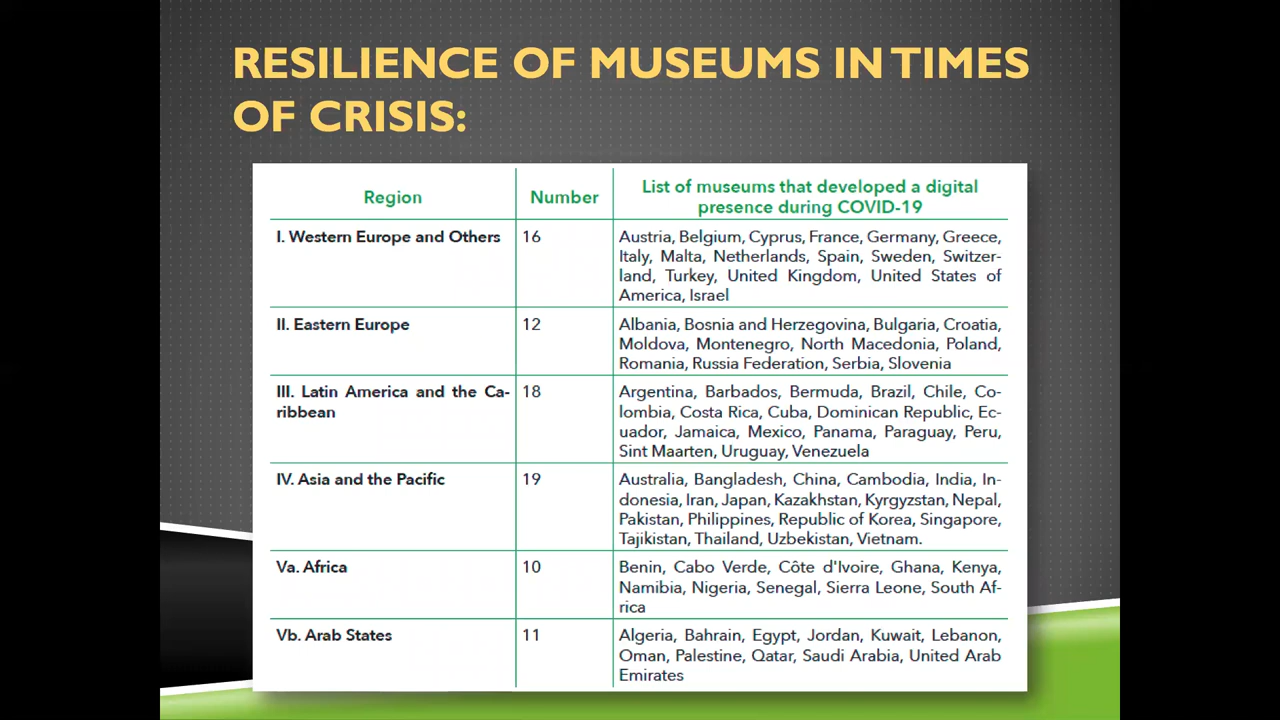 RESILIENCE OF MUSEUMS IN TIMES
OF CRISIS:
Region
Number
List of museums that developed a digital
presence during COVID-19
I. Western Europe and Others
16
Austria, Belgium, Cyprus, France, Germany, Greece,
Italy, Malta, Netherlands, Spain, Sweden, Switzer-
land, Turkey, United Kingdom, United States of
America, Israel
II. Eastern Europe
12
Albania, Bosnia and Herzegovina, Bulgaria, Croatia,
Moldova, Montenegro, North Macedonia, Poland,
Romania, Russia Federation, Serbia, Slovenia
III. Latin America and the Ca-
ribbean
18
Argentina, Barbados, Bermuda, Brazil, Chile, Co-
lombia, Costa Rica, Cuba, Dominican Republic, Ec-
uador, Jamaica, Mexico, Panama, Paraguay, Peru,
Sint Maarten, Uruguay, Venezuela
IV. Asia and the Pacific
19
Australia, Bangladesh, China, Cambodia, India, In-
donesia, Iran, Japan, Kazakhstan, Kyrgyzstan, Nepal,
Pakistan, Philippines, Republic of Korea, Singapore,
Tajikistan, Thailand, Uzbekistan, Vietnam.
Va. Africa
10
Benin, Cabo Verde, Côte d'Ivoire, Ghana, Kenya,
Namibia, Nigeria, Senegal, Sierra Leone, South Af-
rica
Vb. Arab States
11
Algeria, Bahrain, Egypt, Jordan, Kuwait, Lebanon,
Oman, Palestine, Qatar, Saudi Arabia, United Arab
Emirates